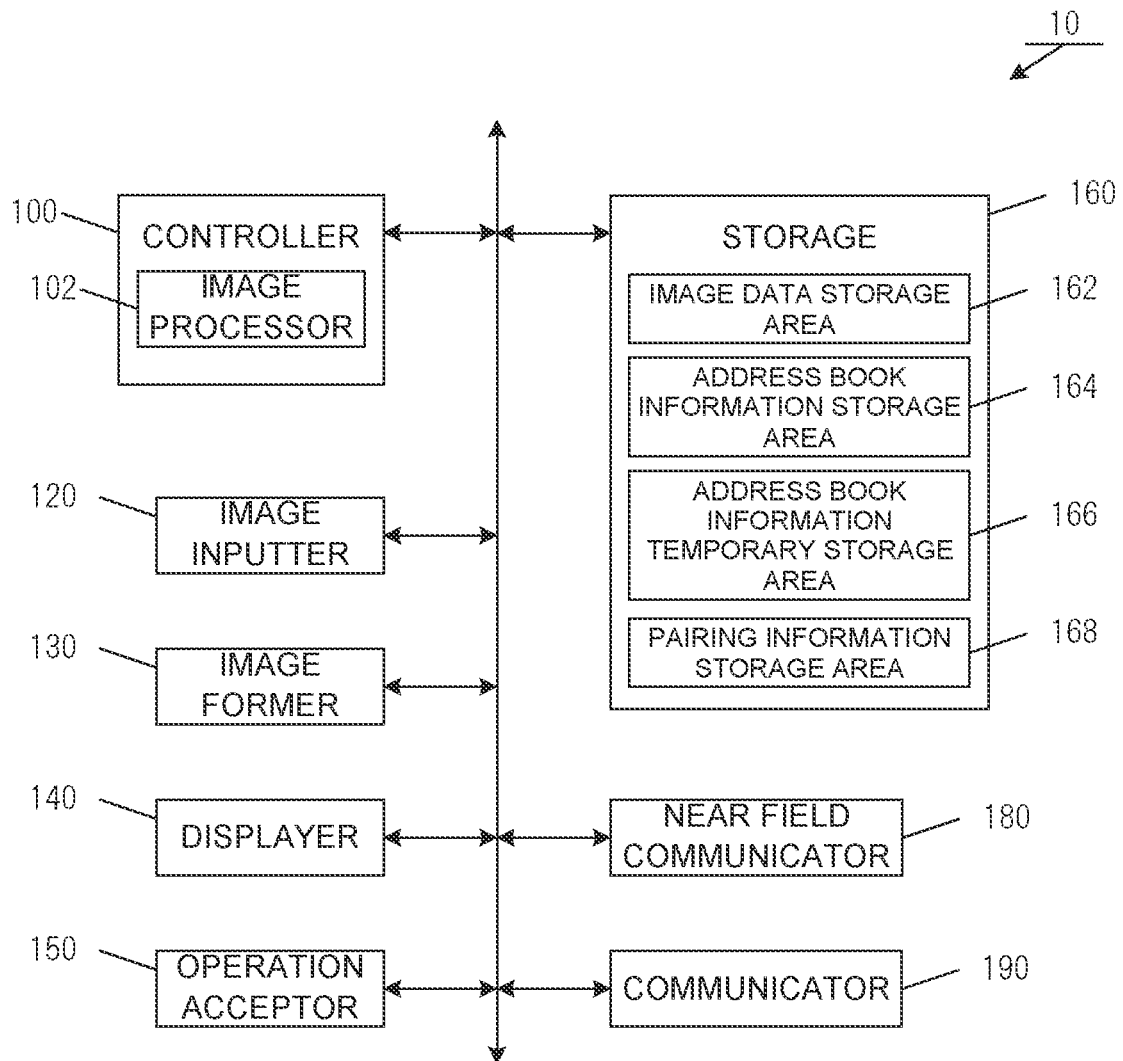 10
100
CONTROLLER
102
IMAGE
PROCESSOR
120
IMAGE
INPUTTER
130
IMAGE
FORMER
140
DISPLAYER
150
OPERATION
ACCEPTOR
160
STORAGE
IMAGE DATA STORAGE
AREA
162
ADDRESS BOOK
INFORMATION STORAGE
AREA
164
ADDRESS BOOK
INFORMATION
TEMPORARY STORAGE
AREA
166
PAIRING INFORMATION
STORAGE AREA
168
NEAR FIELD
COMMUNICATOR
180
COMMUNICATOR
190